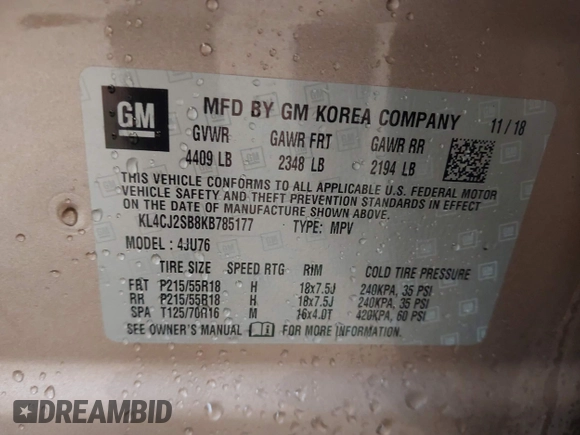 GM
MFD BY GM KOREA COMPANY
11 / 18
GVWR GAWR FRT GAWR RR
4409 LB 2348 LB 2194 LB
THIS VEHICLE CONFORMS TO ALL APPLICABLE U.S. FEDERAL MOTOR
VEHICLE SAFETY AND THEFT PREVENTION STANDARDS IN EFFECT
ON THE DATE OF MANUFACTURE SHOWN ABOVE.
KL4CJ2SB8KB785177 TYPE: MPV
MODEL : 4JU76
TIRE SIZE SPEED RTG RIM COLD TIRE PRESSURE
FRT P215/55R18 H 18x7.5J 240KPA, 35 PSI
RR P215/55R18 H 18x7.5J 240KPA, 35 PSI
SPA T125/70R16 M 16x4.0T 420KPA, 60 PSI
SEE OWNER'S MANUAL FOR MORE INFORMATION.
DREAMBID